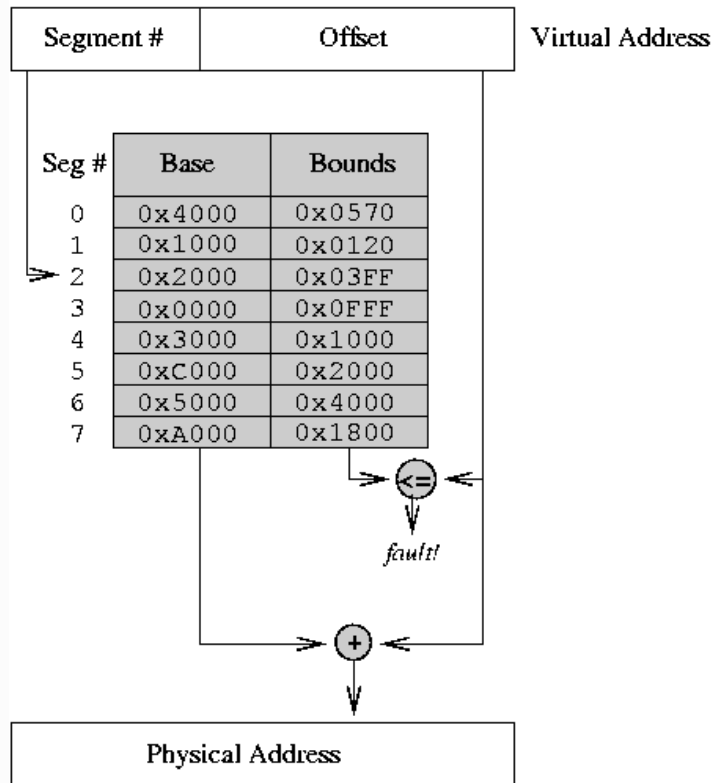 Segment # Offset Virtual Address
Seg # Base Bounds
0 0x4000 0x0570
1 0x1000 0x0120
2 0x2000 0x03FF
3 0x0000 0x0FFF
4 0x3000 0x1000
5 0xC000 0x2000
6 0x5000 0x4000
7 0xA000 0x1800
<=
fault!
+
Physical Address